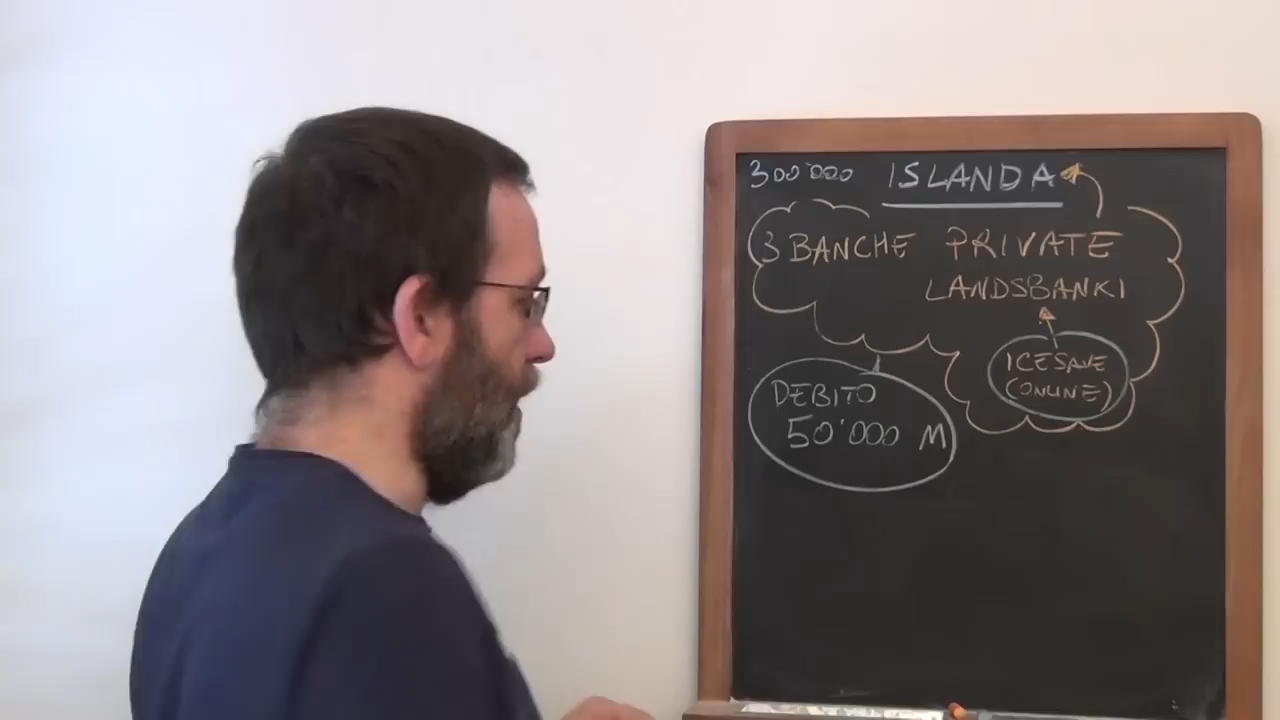 300'000 ISLANDA
3 BANCHE PRIVATE
LANDSBANKI
ICESAVE
(ONLINE)
DEBITO
50'000 M